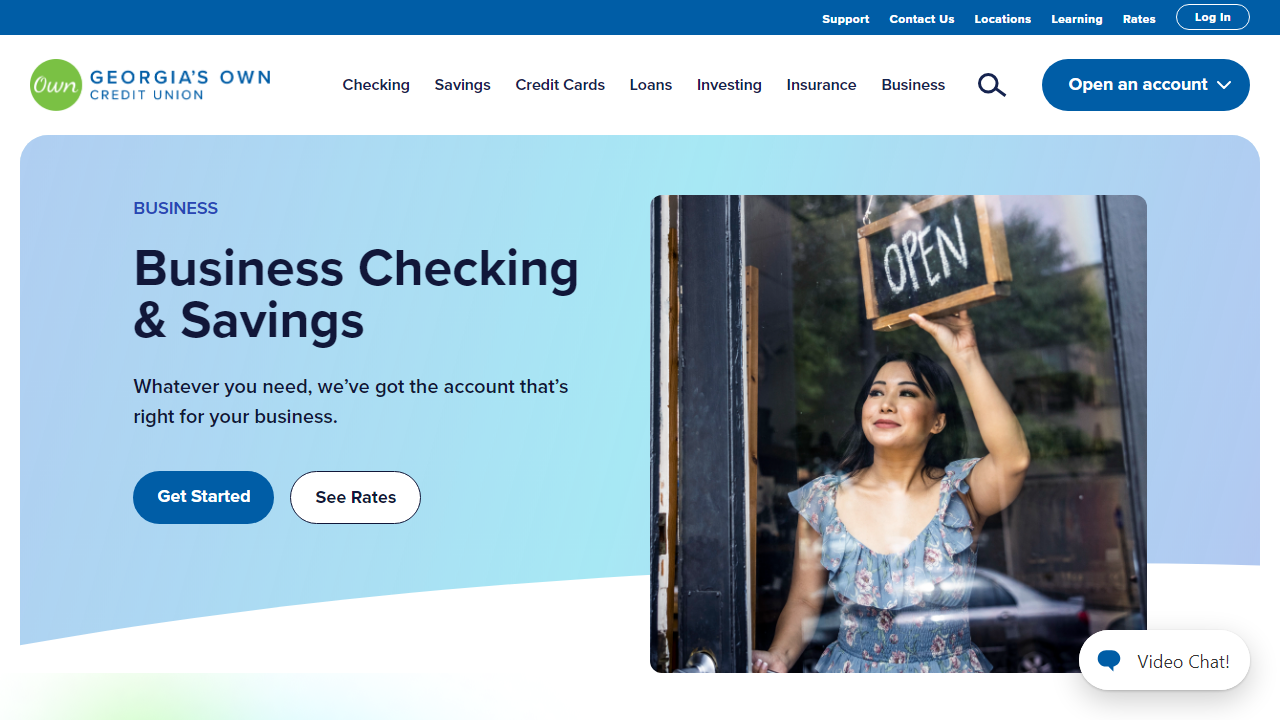 Support Contact Us Locations Learning Rates Log In
Own GEORGIA'S OWN
CREDIT UNION
Checking Savings Credit Cards Loans Investing Insurance Business
Open an account
BUSINESS
Business Checking
& Savings
Whatever you need, we’ve got the account that’s
right for your business.
Get Started See Rates
OPEN
Video Chat!